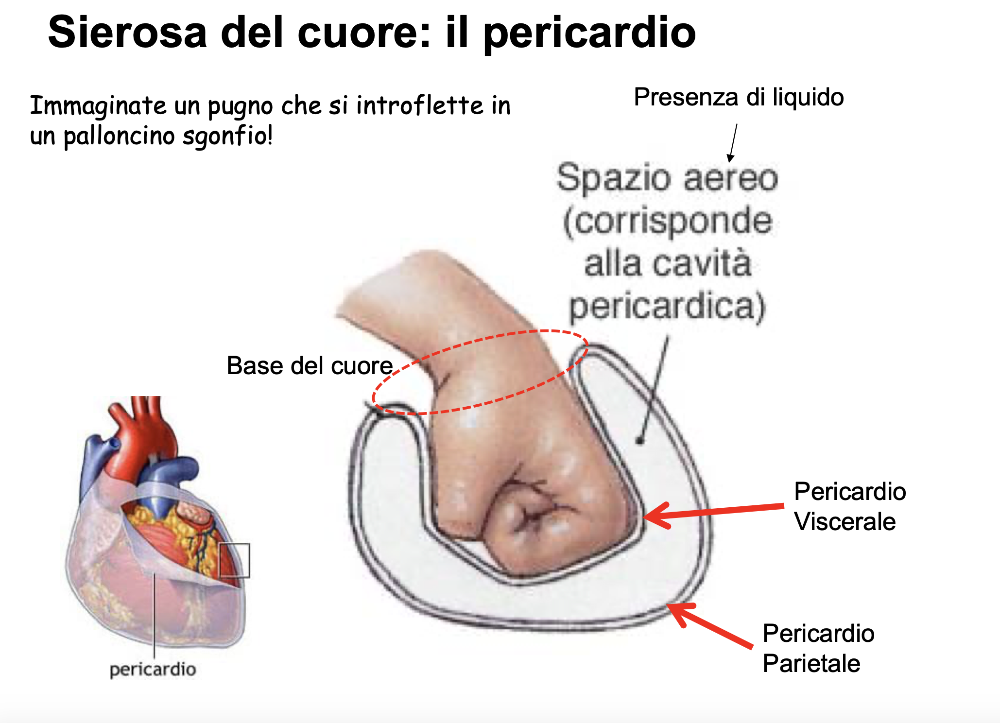 Sierosa del cuore: il pericardio
Immaginate un pugno che si introflette in
un palloncino sgonfio!
Presenza di liquido
Spazio aereo
(corrisponde
alla cavità
pericardica)
Base del cuore
Pericardio
Viscerale
Pericardio
Parietale
pericardio